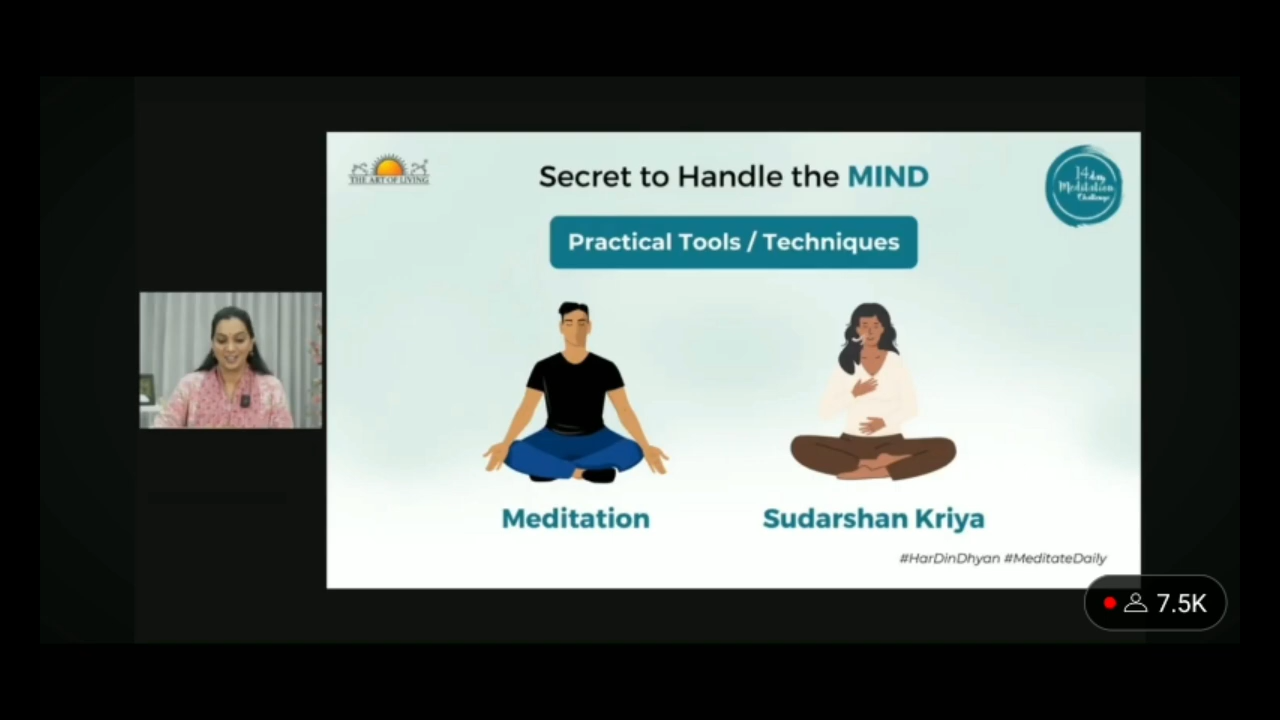 THE ART OF LIVING
Secret to Handle the MIND
14 day
Meditation
Challenge
Practical Tools / Techniques
Meditation
Sudarshan Kriya
#HarDinDhyan #MeditateDaily
7.5K